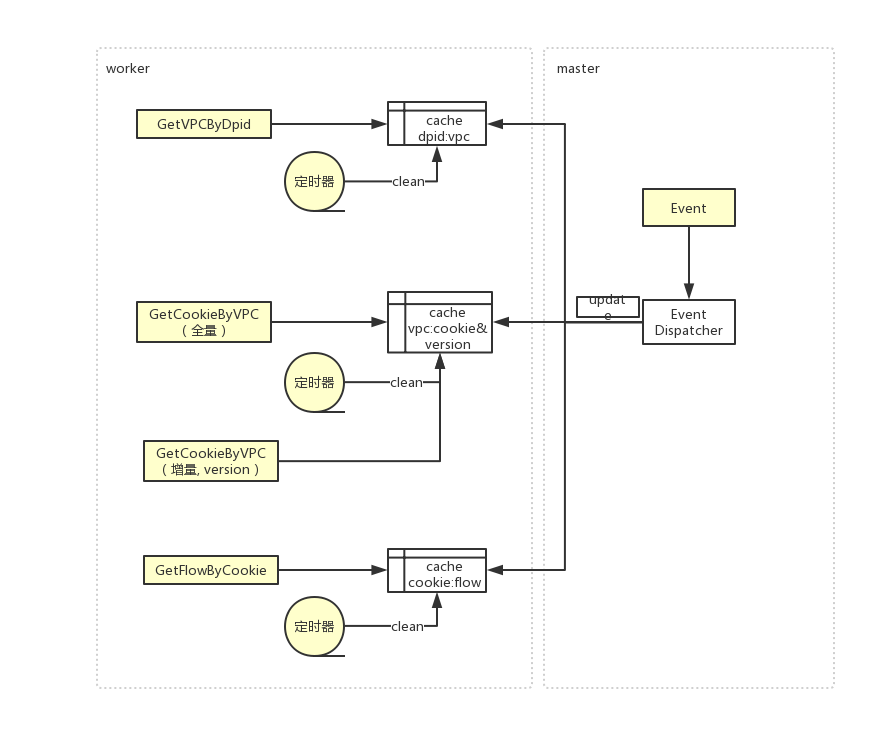 worker
master
GetVPCByDpid
cache
dpid:vpc
定时器
clean
Event
GetCookieByVPC
（全量）
cache
vpc:cookie&
version
updat
e
Event
Dispatcher
定时器
clean
GetCookieByVPC
（增量, version）
GetFlowByCookie
cache
cookie:flow
定时器
clean